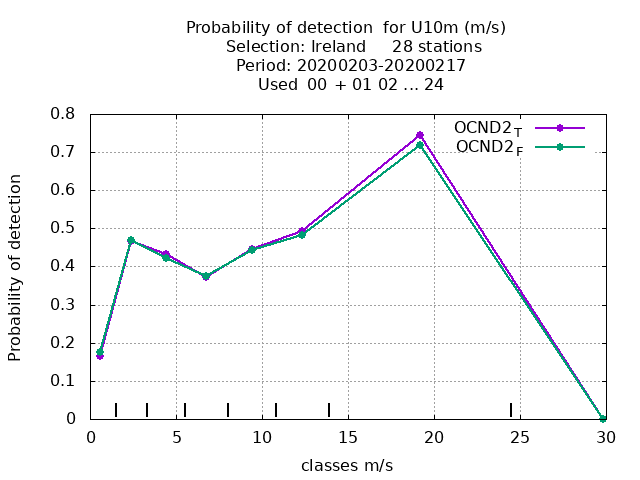 Probability of detection  for U10m (m/s)
Selection: Ireland     28 stations
Period: 20200203-20200217
Used  00  + 01 02 ... 24
OCND2_T
OCND2_F
Probability of detection
0.8
0.7
0.6
0.5
0.4
0.3
0.2
0.1
0
0 5 10 15 20 25 30
classes m/s